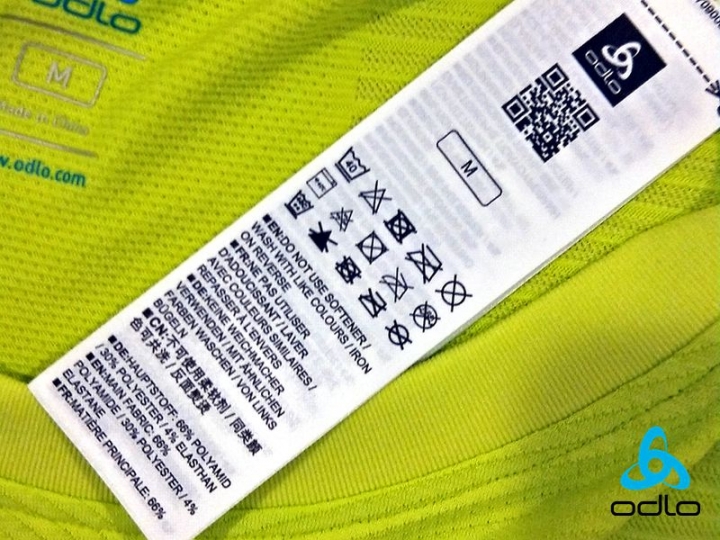 odlo
M
Made in China
w.odlo.com
odlo
M
40
■EN:DO NOT USE SOFTENER /
WASH WITH LIKE COLOURS / IRON
ON REVERSE
■FR:NE PAS UTILISER
D'ADOUCISSANT / LAVER
AVEC COULEURS SIMILAIRES /
REPASSER À L'ENVERS
■DE:KEINE WEICHMACHER
VERWENDEN / MIT ÄHNLICHEN
FARBEN WASCHEN / VON LINKS
BÜGELN
■CN:不可使用柔软剂 / 同类颜
色可共洗 / 反面熨烫
■DE:HAUPTSTOFF: 66% POLYAMID
/ 30% POLYESTER / 4% ELASTHAN
■EN:MAIN FABRIC: 66%
POLYAMIDE / 30% POLYESTER / 4%
ELASTANE
■FR:MATIÈRE PRINCIPALE: 66%
odlo